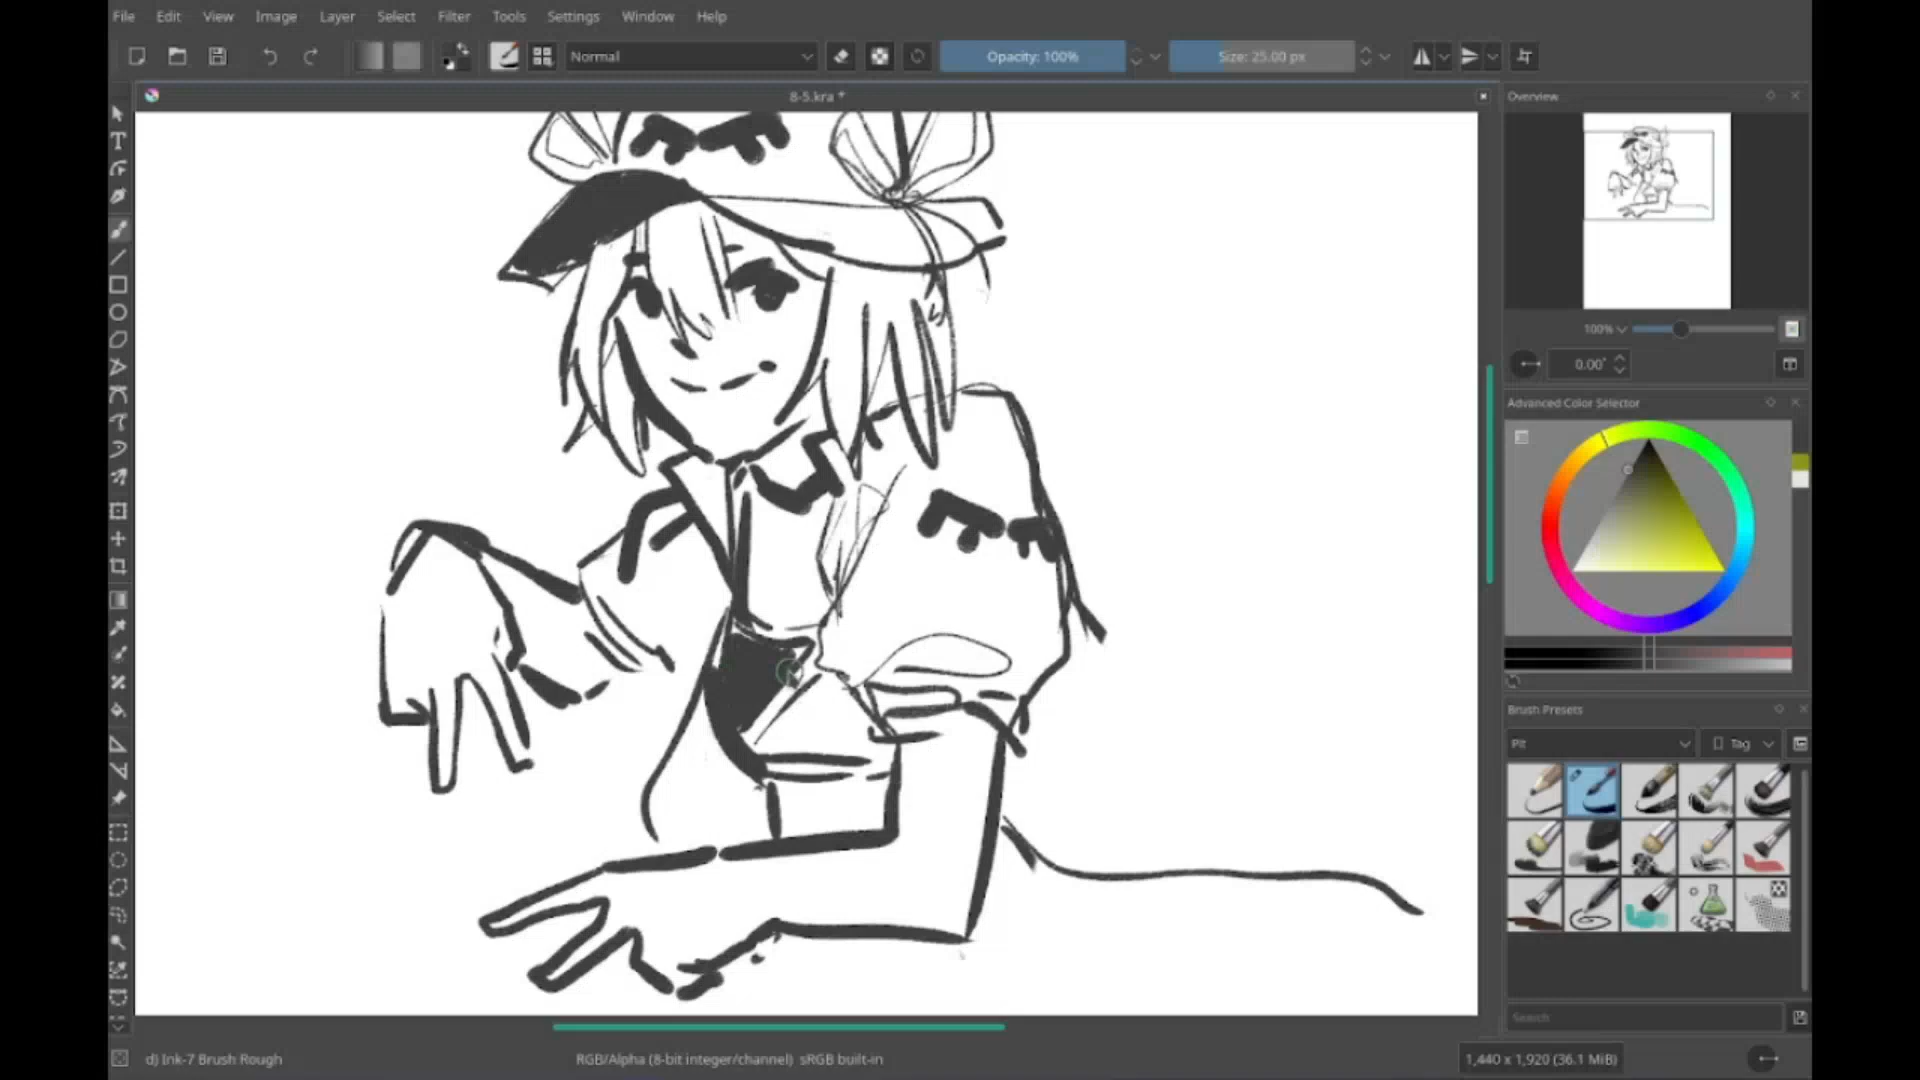 File Edit View Image Layer Select Filter Tools Settings Window Help
Normal Opacity: 100% Size: 25.00 px
8-5.kra *
Overview
100%
0.00°
Advanced Color Selector
Brush Presets
Pit Tag
Search
d) Ink-7 Brush Rough RGB/Alpha (8-bit integer/channel) sRGB built-in 1,440 x 1,920 (36.1 MiB)